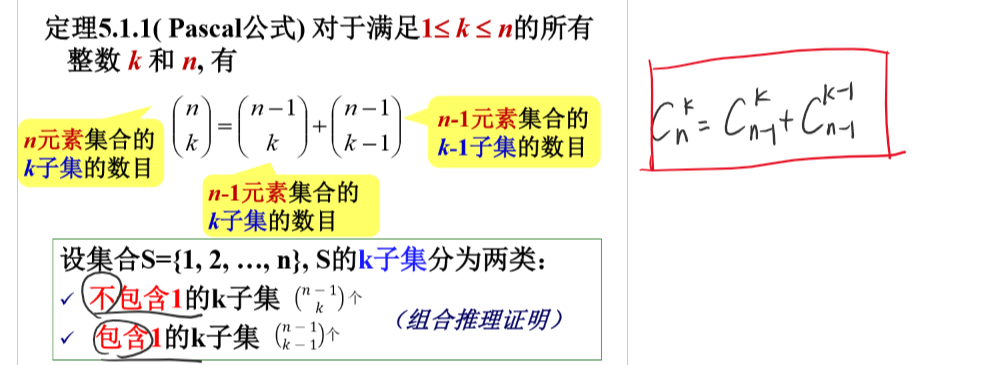 定理5.1.1( Pascal公式) 对于满足1≤ k ≤ n的所有
整数 k 和 n, 有
n元素集合的
k子集的数目
(n k) = (n−1 k) + (n−1 k−1)
n-1元素集合的
k-1子集的数目
n-1元素集合的
k子集的数目
设集合S={1, 2, …, n}, S的k子集分为两类：
✓ 不包含1的k子集 (n−1 k)个
✓ 包含1的k子集 (n−1 k−1)个
（组合推理证明）
C_n^k = C_{n-1}^k + C_{n-1}^{k-1}